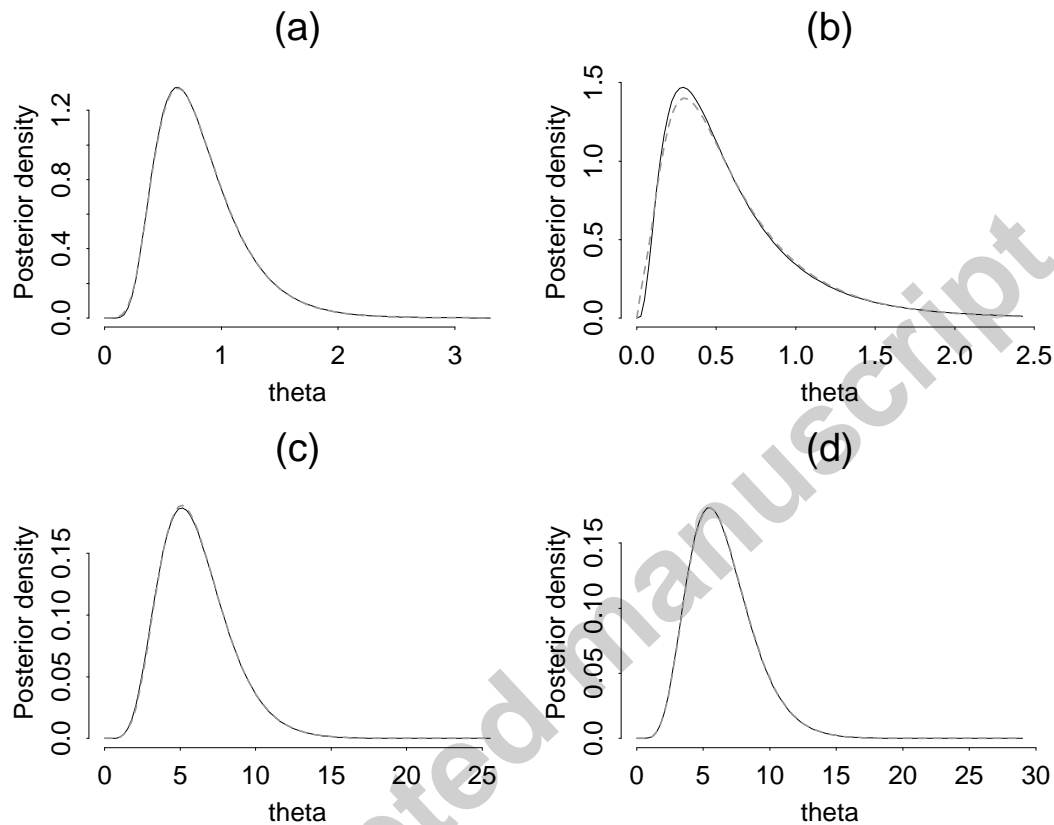 (a)
Posterior density
0.0 0.4 0.8 1.2
0 1 2 3
theta
(b)
Posterior density
0.0 0.5 1.0 1.5
0.0 0.5 1.0 1.5 2.0 2.5
theta
(c)
Posterior density
0.0 0.05 0.10 0.15
0 5 10 15 20 25
theta
(d)
Posterior density
0.0 0.05 0.10 0.15
0 5 10 15 20 25 30
theta
ted manuscript